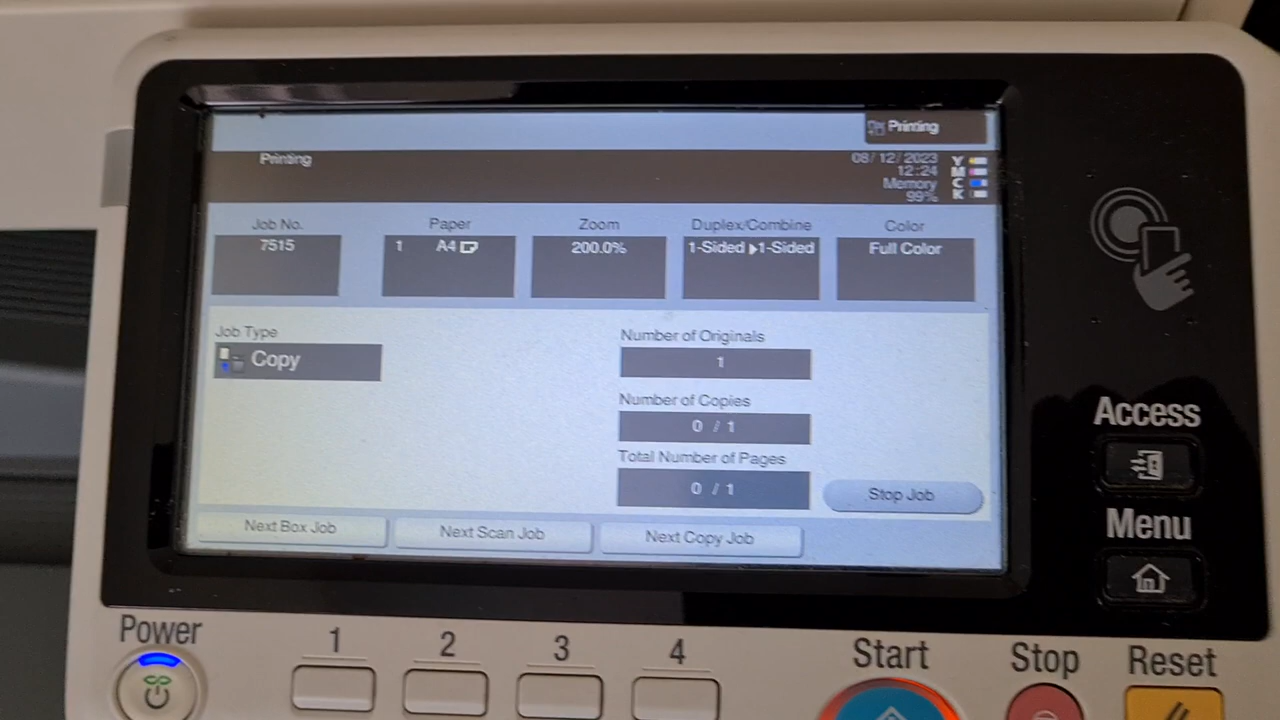 Printing
Printing
08/12/2023
12:24
Memory
99%
Y
M
C
K
Job No.
7515
Paper
1 A4
Zoom
200.0%
Duplex/Combine
1-Sided ▶1-Sided
Color
Full Color
Job Type
Copy
Number of Originals
1
Number of Copies
0 / 1
Total Number of Pages
0 / 1
Stop Job
Next Box Job
Next Scan Job
Next Copy Job
Access
Menu
Power
1
2
3
4
Start
Stop
Reset